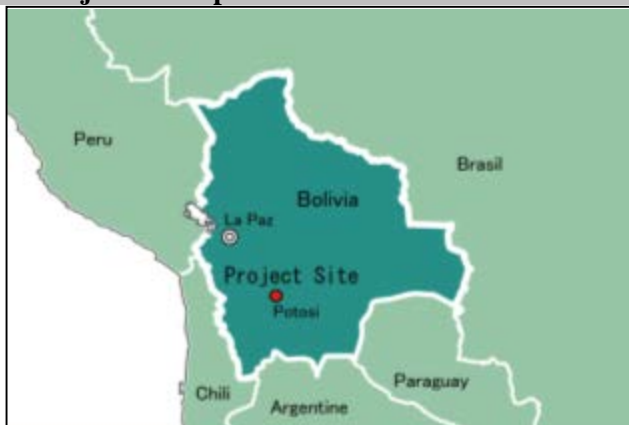 Peru
Brasil
Bolivia
La Paz
Project Site
Potosi
Chili
Paraguay
Argentine